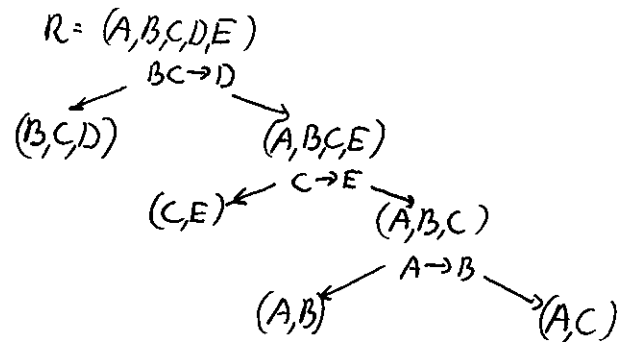 R = (A,B,C,D,E)
BC→D
(B,C,D)
(A,B,C,E)
C→E
(C,E)
(A,B,C)
A→B
(A,B)
(A,C)